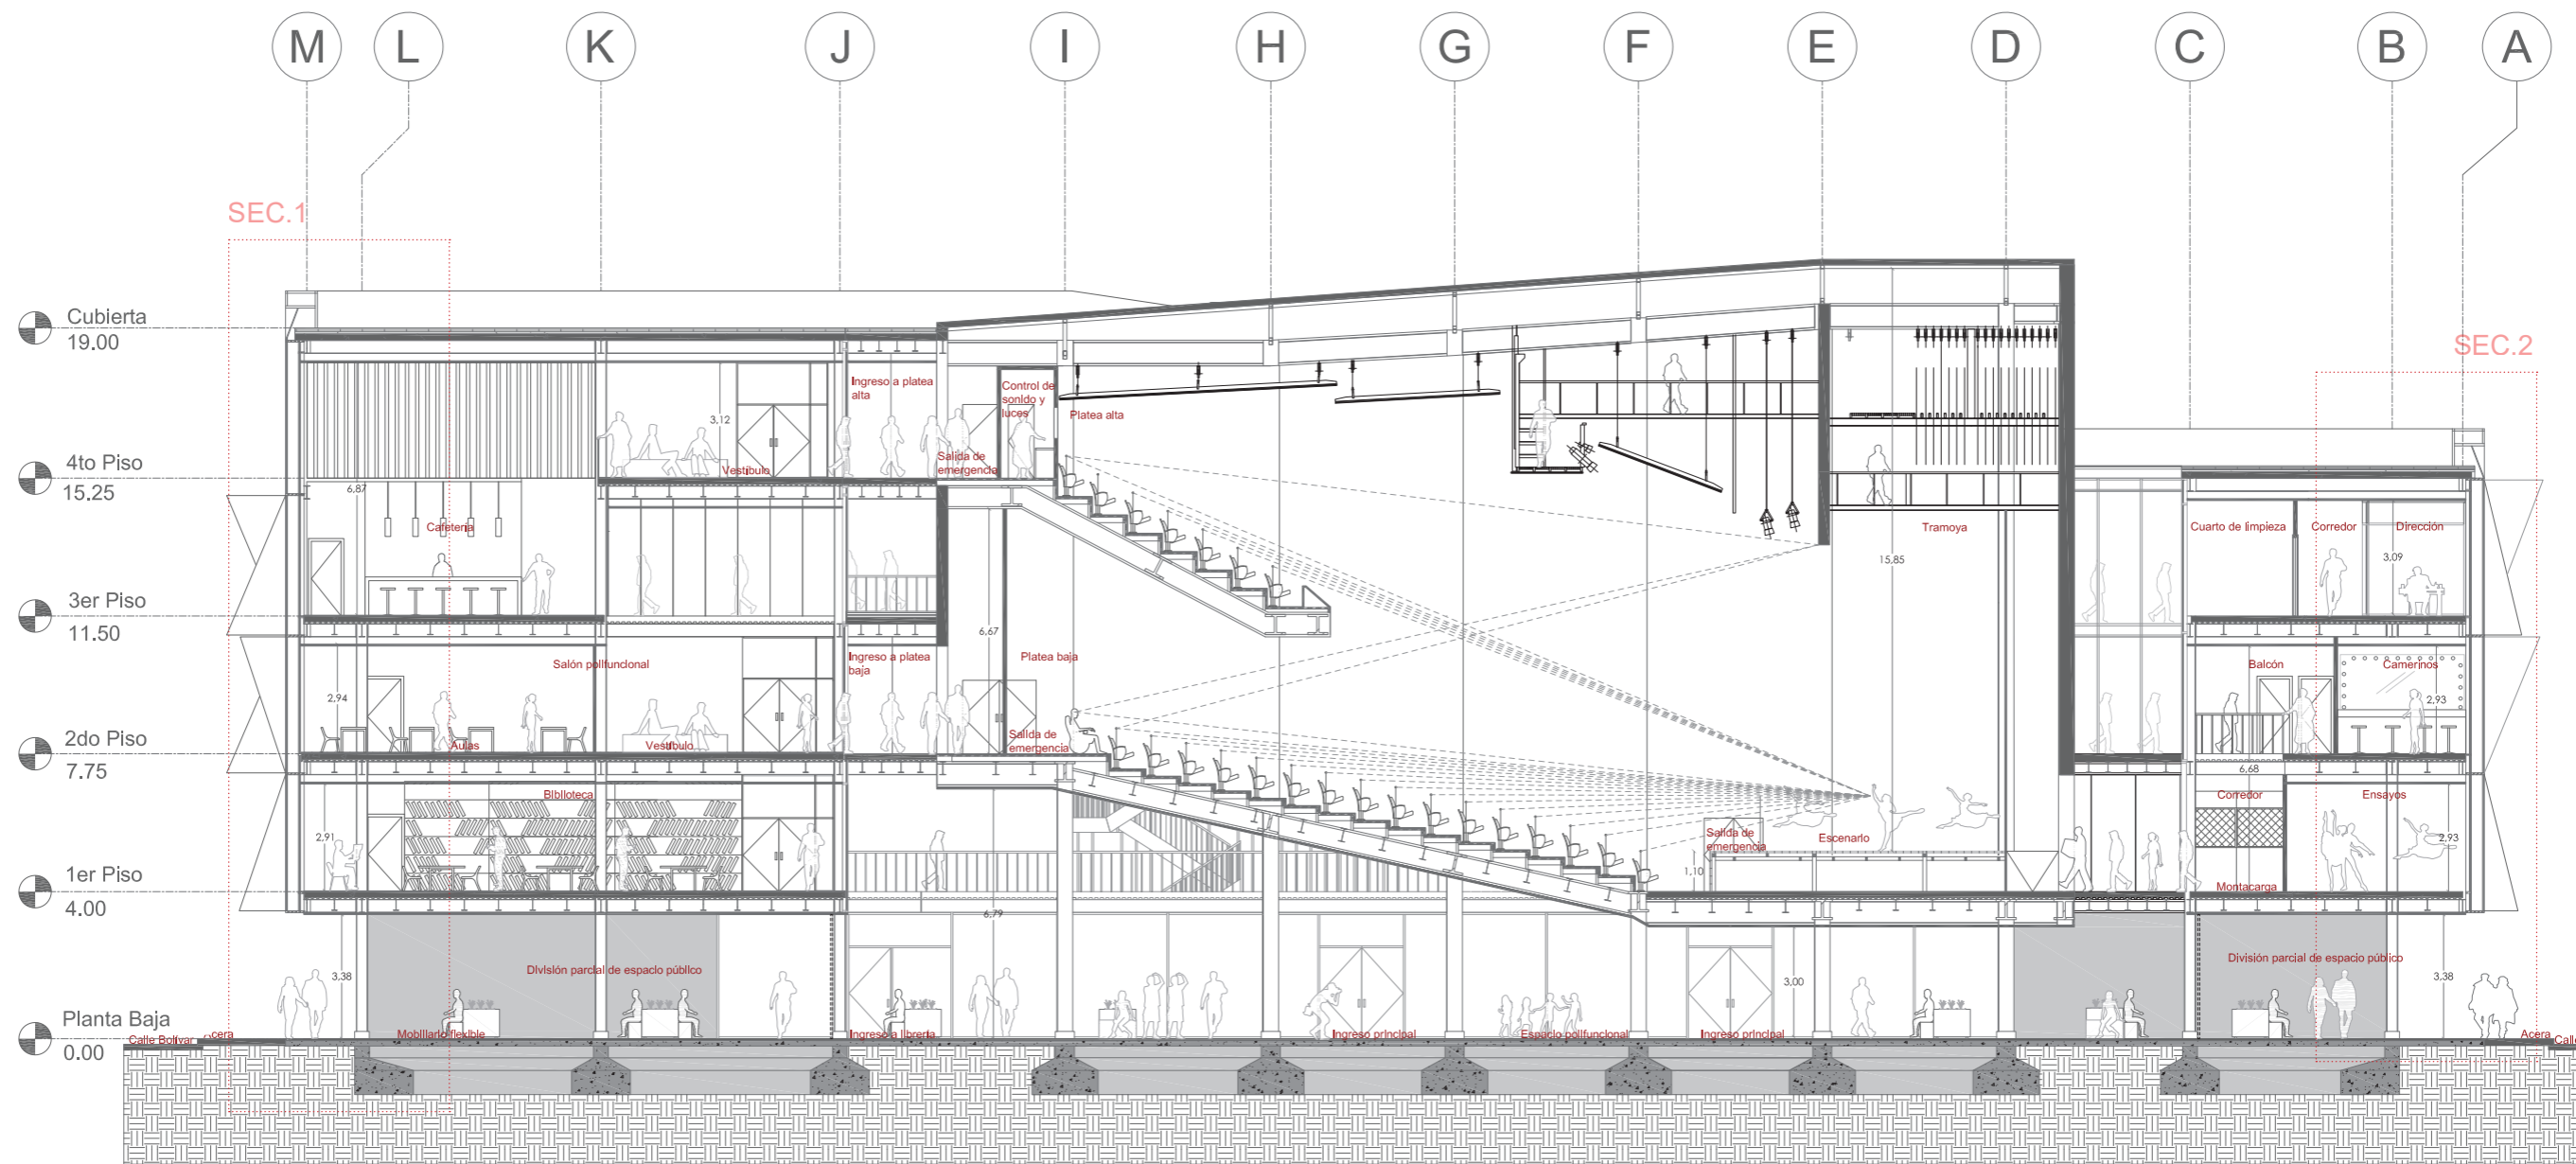 M L K J I H G F E D C B A
SEC.1
Cubierta
19.00
SEC.2
Ingreso a platea
alta
Control de
sonido y
luces
Platea alta
3,12
Vestíbulo
Salida de
emergencia
4to Piso
15.25
6,87
Cafetería
Tramoya
Cuarto de limpieza
Corredor
Dirección
15,85
3,09
3er Piso
11.50
6,67
Ingreso a platea
baja
Platea baja
Salón polifuncional
Balcón
Camerinos
2,94
2,93
Aulas
Vestíbulo
Salida de
emergencia
2do Piso
7.75
6,68
Biblioteca
Corredor
Ensayos
2,91
Salida de
emergencia
Escenario
2,93
1,10
1er Piso
4.00
Montacarga
6,79
División parcial de espacio público
División parcial de espacio público
3,38
3,00
3,38
Planta Baja
0.00
Calle Bolívar
Acera
Mobiliario flexible
Ingreso a librería
Ingreso principal
Espacio polifuncional
Ingreso principal
Acera
Calle